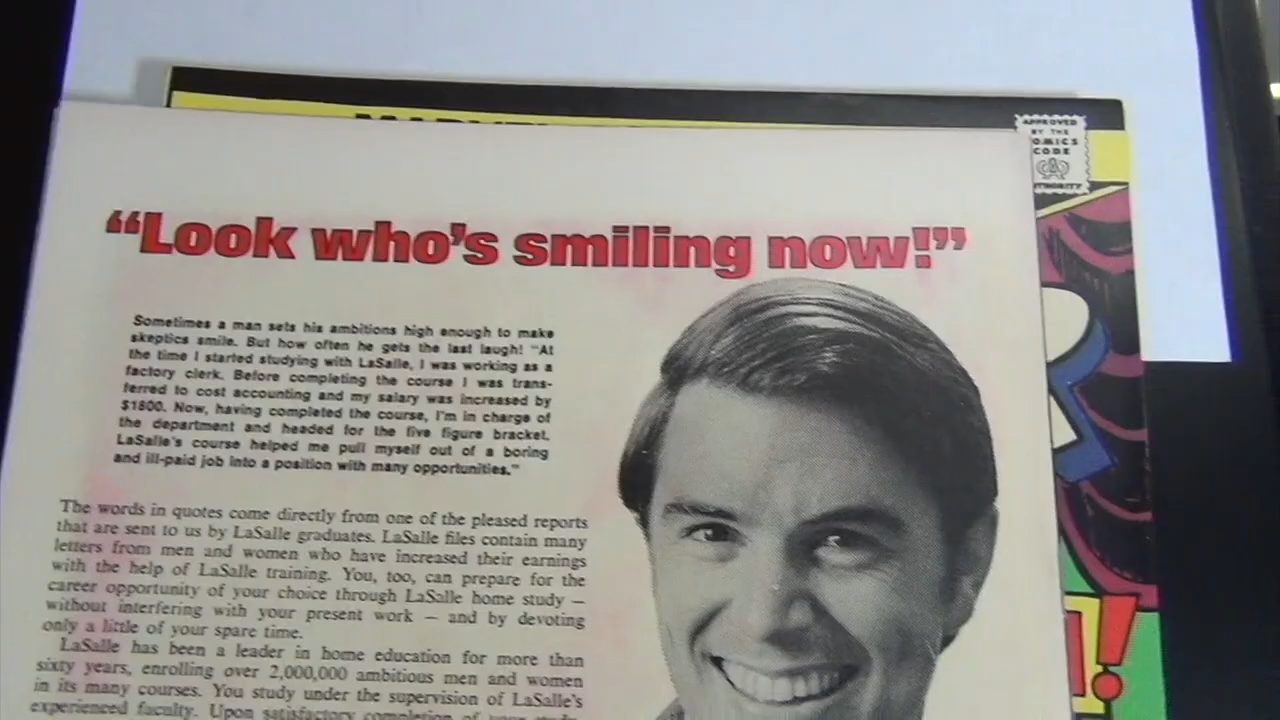 APPROVED
BY THE
OMICS
CODE
THORITY
“Look who’s smiling now!”
Sometimes a man sets his ambitions high enough to make
skeptics smile. But how often he gets the last laugh! “At
the time I started studying with LaSalle, I was working as a
factory clerk. Before completing the course I was trans-
ferred to cost accounting and my salary was increased by
$1800. Now, having completed the course, I’m in charge of
the department and headed for the five figure bracket.
LaSalle’s course helped me pull myself out of a boring
and ill-paid job into a position with many opportunities.”
The words in quotes come directly from one of the pleased reports
that are sent to us by LaSalle graduates. LaSalle files contain many
letters from men and women who have increased their earnings
with the help of LaSalle training. You, too, can prepare for the
career opportunity of your choice through LaSalle home study —
without interfering with your present work — and by devoting
only a little of your spare time.
LaSalle has been a leader in home education for more than
sixty years, enrolling over 2,000,000 ambitious men and women
in its many courses. You study under the supervision of LaSalle’s
experienced faculty. Upon satisfactory completion of your study,
!